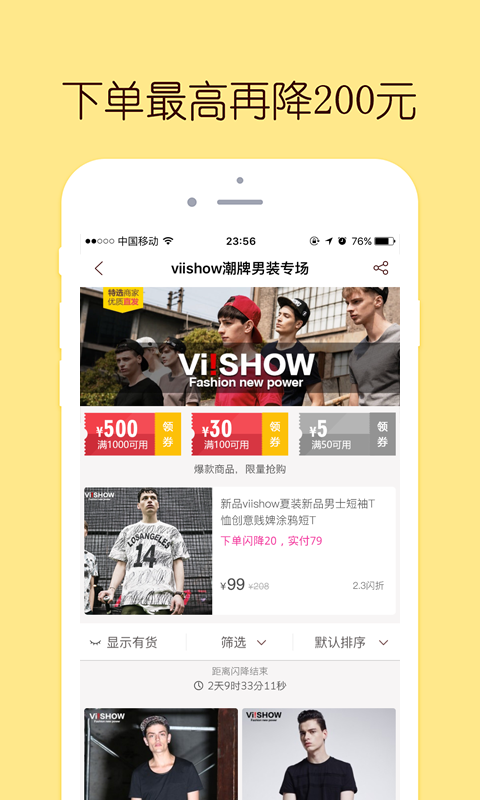 下单最高再降200元
中国移动
23:56
76%
viishow潮牌男装专场
特选商家
优质直发
Vi!SHOW
Fashion new power
¥500
满1000可用
领券
¥30
满100可用
领券
¥5
满50可用
领券
爆款商品，限量抢购
Vi!SHOW
LOSANGELES
14
新品viishow夏装新品男士短袖T
恤创意贱婢涂鸦短T
下单闪降20，实付79
¥99 ¥208
2.3闪折
显示有货
筛选
默认排序
距离闪降结束
2天9时33分11秒
Vi!SHOW
Fashion new power
Vi!SHOW
Fashion new power